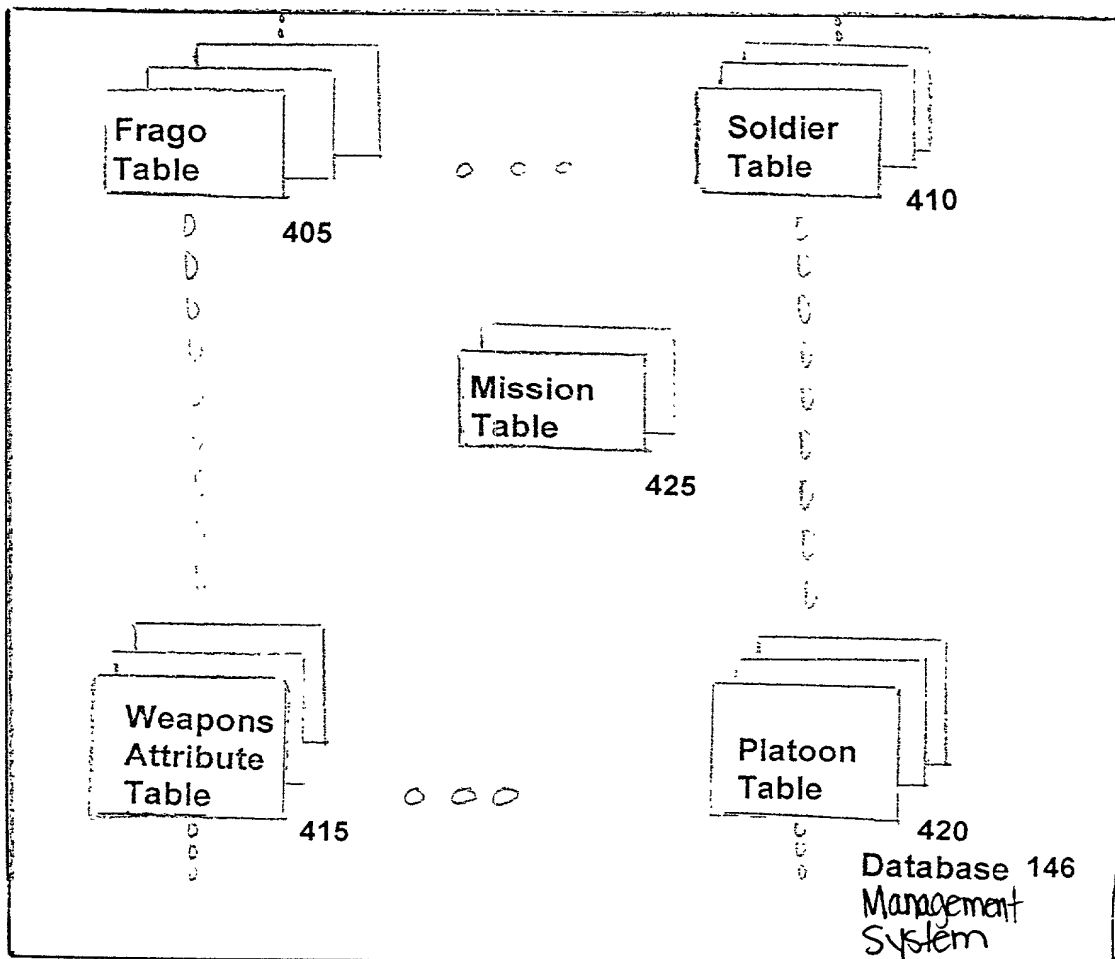 Frago
Table
405
Soldier
Table
410
Mission
Table
425
Weapons
Attribute
Table
415
Platoon
Table
420
Database 146
Management
System